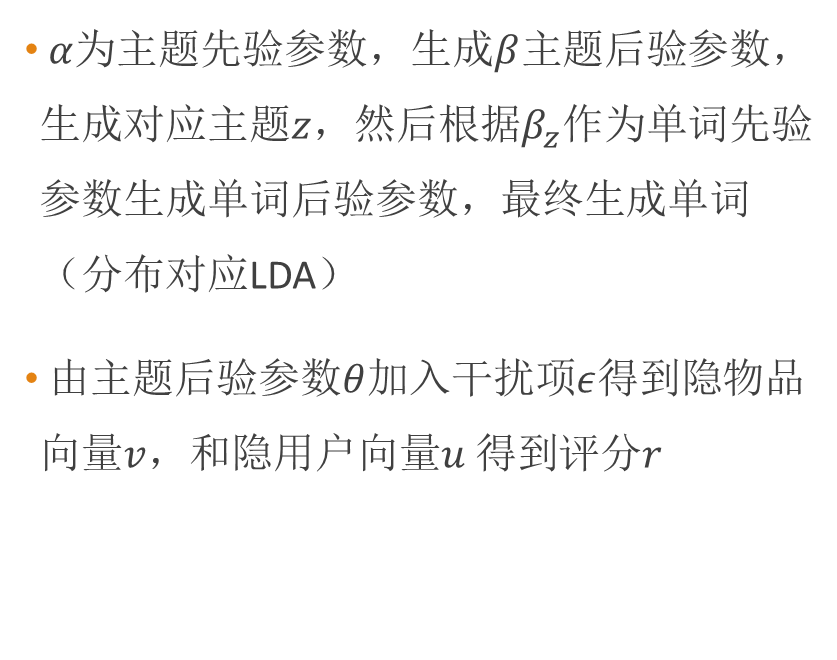 • α为主题先验参数，生成β主题后验参数，
生成对应主题z，然后根据β_z作为单词先验
参数生成单词后验参数，最终生成单词
（分布对应LDA）
• 由主题后验参数θ加入干扰项ϵ得到隐物品
向量v，和隐用户向量u 得到评分r